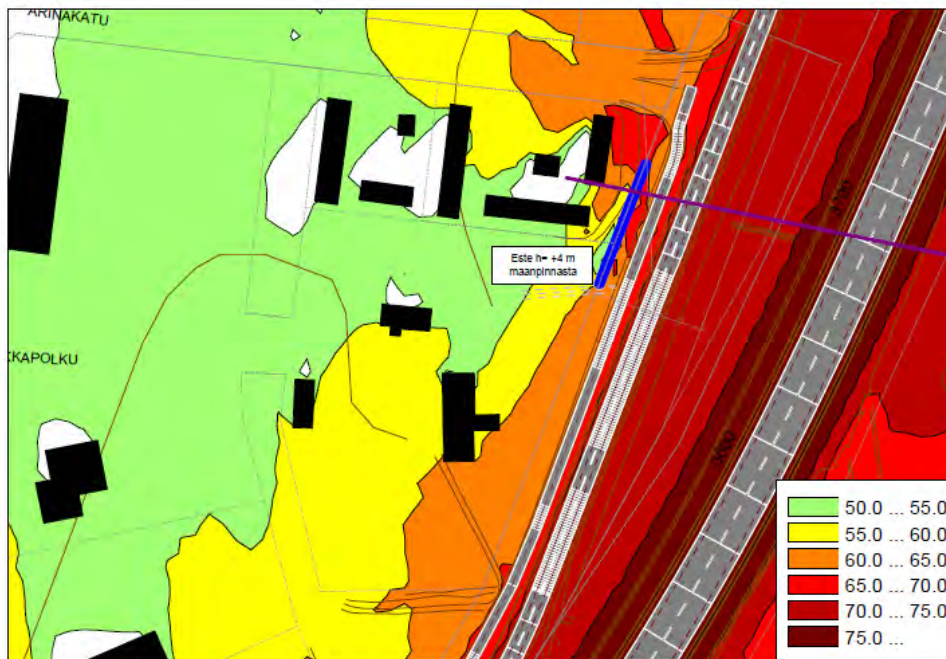 ARINAKATU
Este h= +4 m
maanpinnasta
KKAPOLKU
50.0 ... 55.0
55.0 ... 60.0
60.0 ... 65.0
65.0 ... 70.0
70.0 ... 75.0
75.0 ...